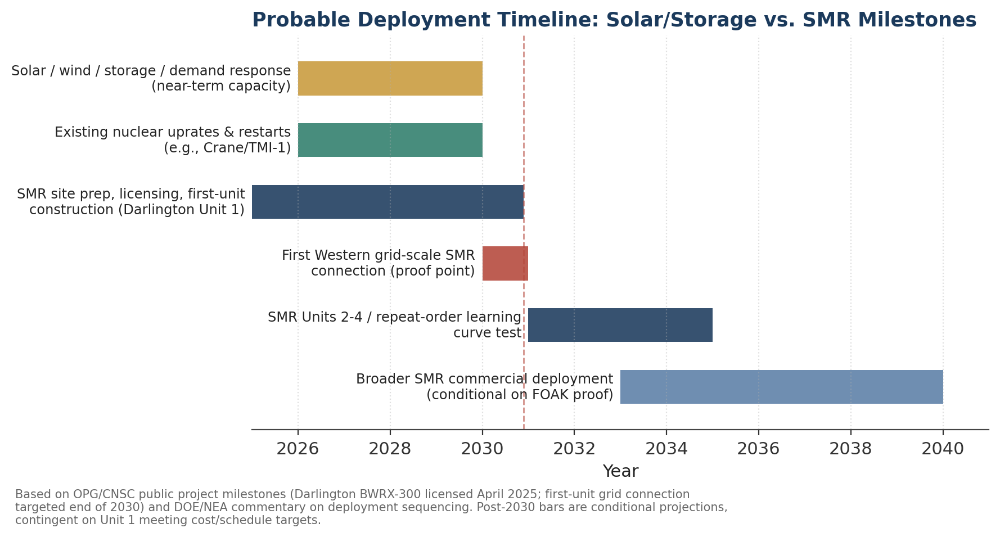 Probable Deployment Timeline: Solar/Storage vs. SMR Milestones
Solar / wind / storage / demand response
(near-term capacity)
Existing nuclear uprates & restarts
(e.g., Crane/TMI-1)
SMR site prep, licensing, first-unit
construction (Darlington Unit 1)
First Western grid-scale SMR
connection (proof point)
SMR Units 2-4 / repeat-order learning
curve test
Broader SMR commercial deployment
(conditional on FOAK proof)
2026 2028 2030 2032 2034 2036 2038 2040
Year
Based on OPG/CNSC public project milestones (Darlington BWRX-300 licensed April 2025; first-unit grid connection
targeted end of 2030) and DOE/NEA commentary on deployment sequencing. Post-2030 bars are conditional projections,
contingent on Unit 1 meeting cost/schedule targets.